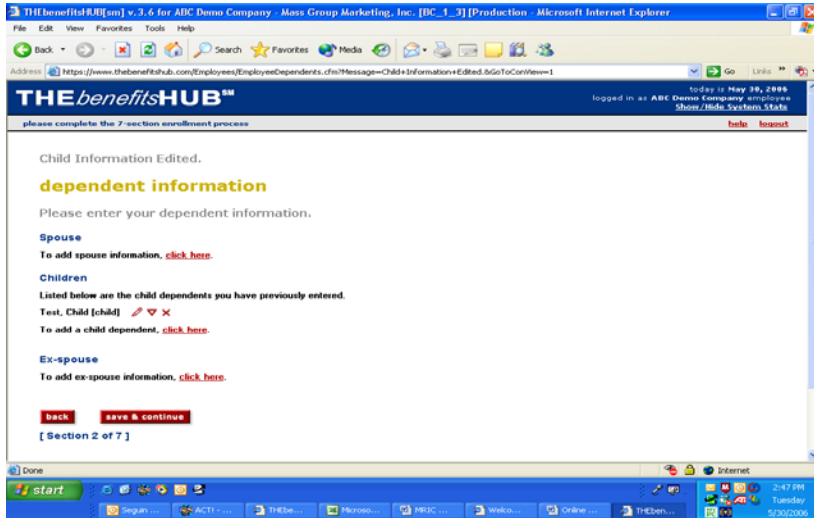 THEbenefitsHUB[sm] v.3.6 for ABC Demo Company - Mass Group Marketing, Inc. [BC_1_3] [Production - Microsoft Internet Explorer
File Edit View Favorites Tools Help
Back Search Favorites Media
Address https://www.thebenefitshub.com/Employees/EmployeeDependents.cfm?Message=Child+Information+Edited.&GoToConView=1 Go Links »
THEbenefitsHUB SM
today is May 30, 2006
logged in as ABC Demo Company employee
Show/Hide System Stats
please complete the 7-section enrollment process help logout
Child Information Edited.
dependent information
Please enter your dependent information.
Spouse
To add spouse information, click here.
Children
Listed below are the child dependents you have previously entered.
Test, Child [child]
To add a child dependent, click here.
Ex-spouse
To add ex-spouse information, click here.
back save & continue
[ Section 2 of 7 ]
Done Internet
start 2:47 PM
Tuesday
Seguin ... ACT! - ... THEbe... Microso... MRIC ... Welco... Online ... THEben... 5/30/2006